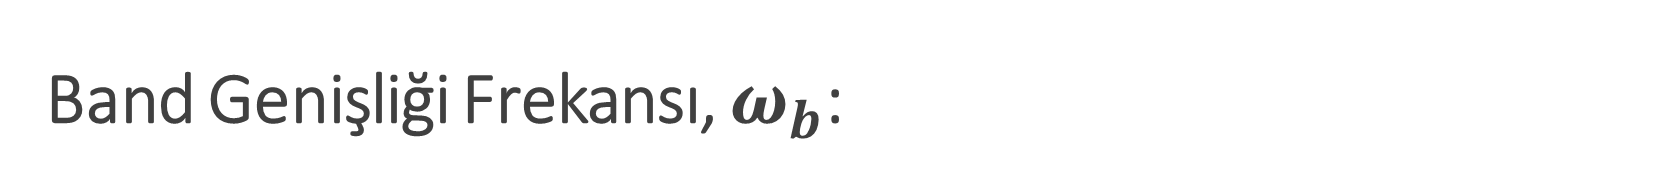 Band Genişliği Frekansı, 𝝎𝒃: